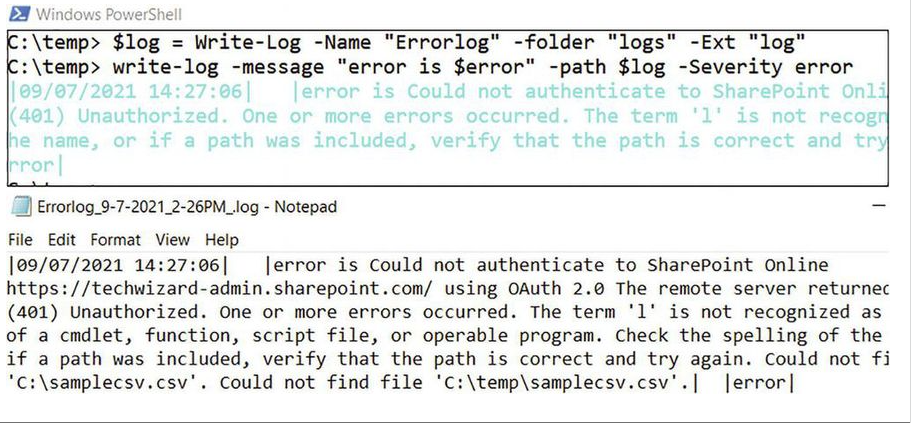 Windows PowerShell
C:\temp> $log = Write-Log -Name "Errorlog" -folder "logs" -Ext "log"
C:\temp> write-log -message "error is $error" -path $log -Severity error
|09/07/2021 14:27:06|   |error is Could not authenticate to SharePoint Onli
(401) Unauthorized. One or more errors occurred. The term 'l' is not recogn
he name, or if a path was included, verify that the path is correct and try
rror|
Errorlog_9-7-2021_2-26PM_.log - Notepad
File Edit Format View Help
|09/07/2021 14:27:06|   |error is Could not authenticate to SharePoint Online
https://techwizard-admin.sharepoint.com/ using OAuth 2.0 The remote server returned
(401) Unauthorized. One or more errors occurred. The term 'l' is not recognized as
of a cmdlet, function, script file, or operable program. Check the spelling of the
if a path was included, verify that the path is correct and try again. Could not fi
'C:\samplecsv.csv'. Could not find file 'C:\temp\samplecsv.csv'.|  |error|